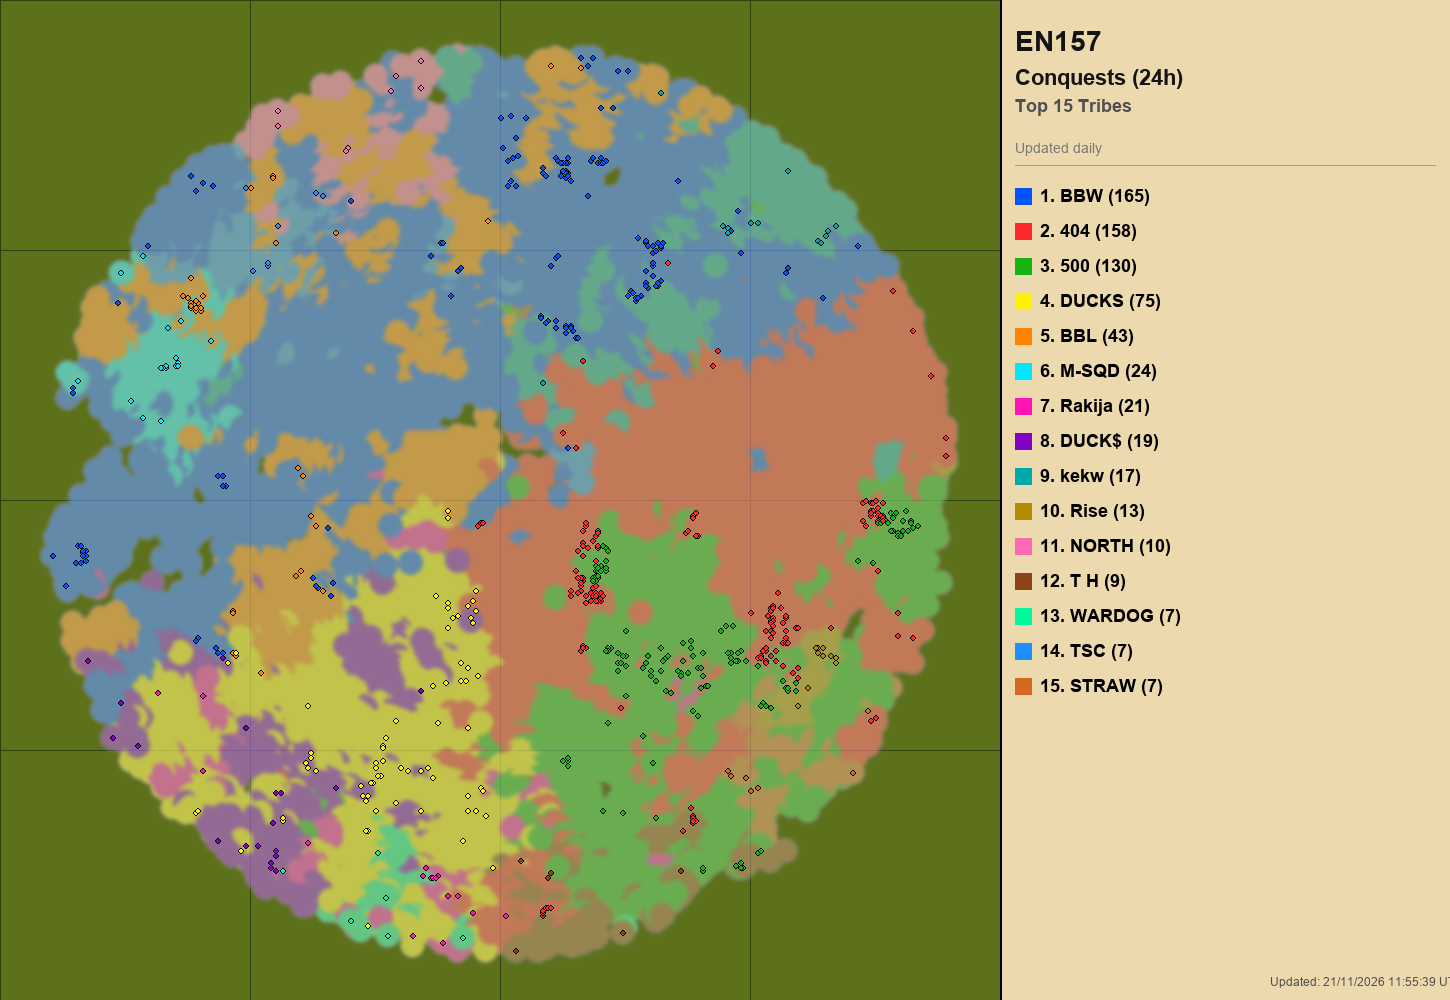 EN157
Conquests (24h)
Top 15 Tribes
Updated daily
1. BBW (165)
2. 404 (158)
3. 500 (130)
4. DUCKS (75)
5. BBL (43)
6. M-SQD (24)
7. Rakija (21)
8. DUCK$ (19)
9. kekw (17)
10. Rise (13)
11. NORTH (10)
12. T H (9)
13. WARDOG (7)
14. TSC (7)
15. STRAW (7)
Updated: 21/11/2026 11:55:39 U